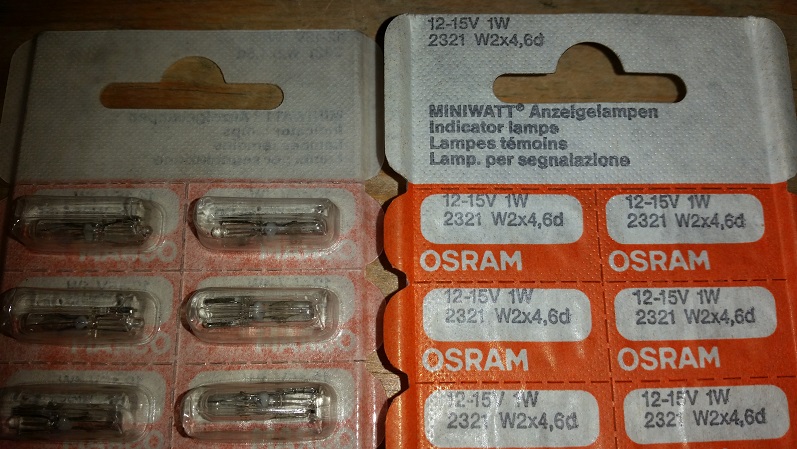 12-15V 1W
2321 W2x4,6d
MINIWATT® Anzeigelampen
Indicator lamps
Lampes témoins
Lamp. per segnalazione
12-15V 1W
2321 W2x4,6d
OSRAM
12-15V 1W
2321 W2x4,6d
OSRAM
12-15V 1W
2321 W2x4,6d
OSRAM
12-15V 1W
2321 W2x4,6d
OSRAM
12-15V 1W
2321 W2x4,6d
12-15V 1W
2321 W2x4,6d